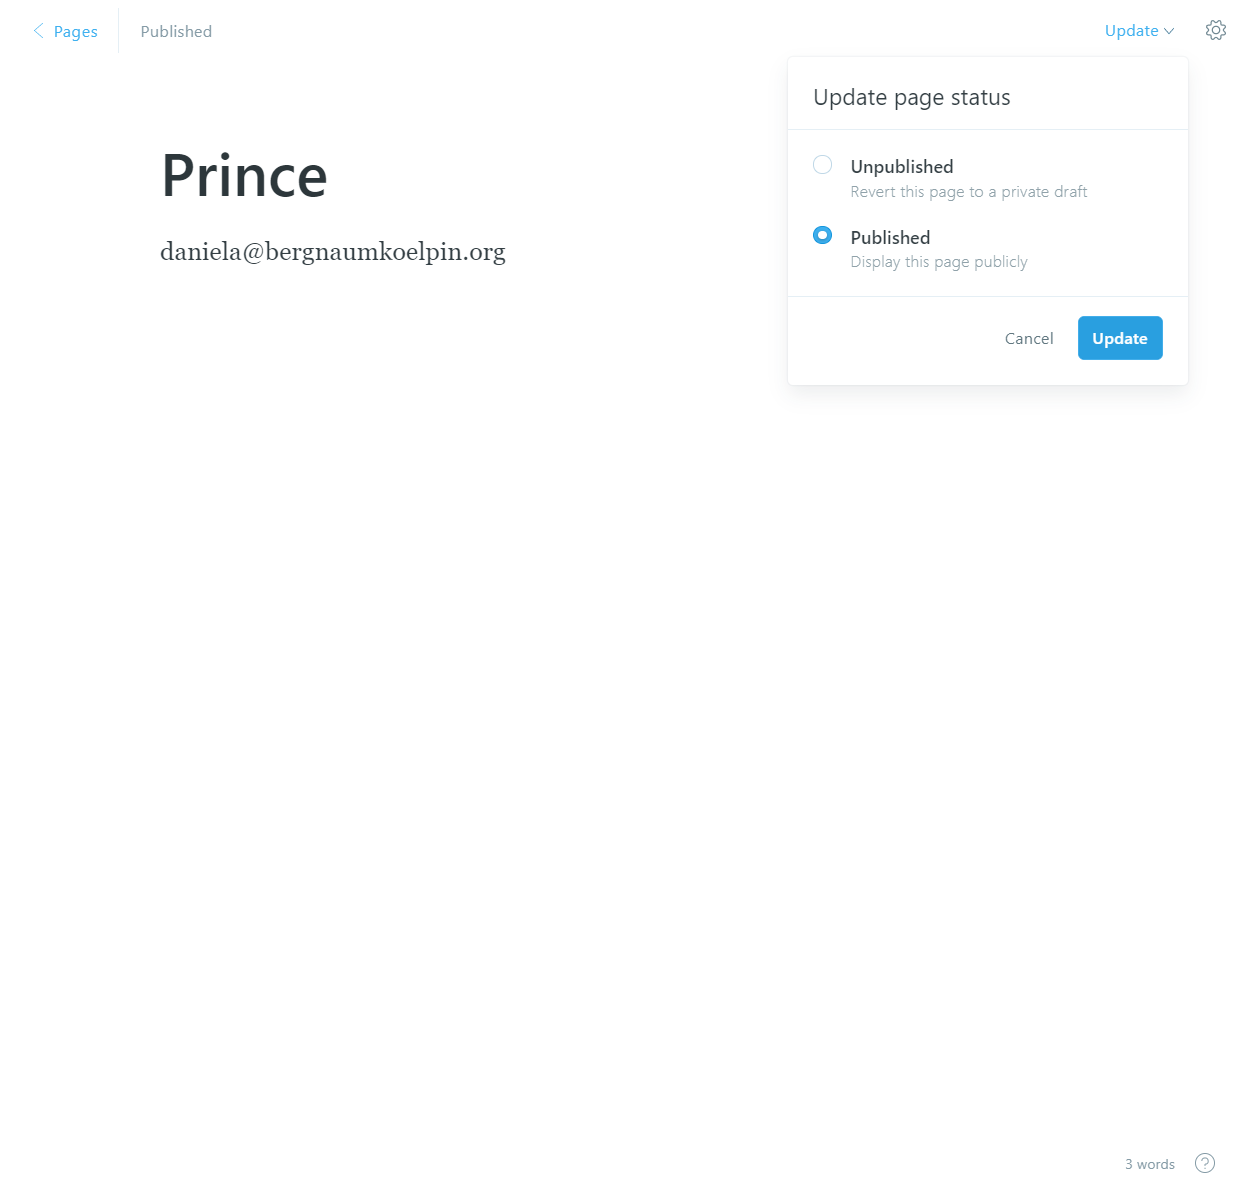 Pages
Published
Update
Update page status
Unpublished
Revert this page to a private draft
Published
Display this page publicly
Cancel
Update
Prince
daniela@bergnaumkoelpin.org
3 words
?